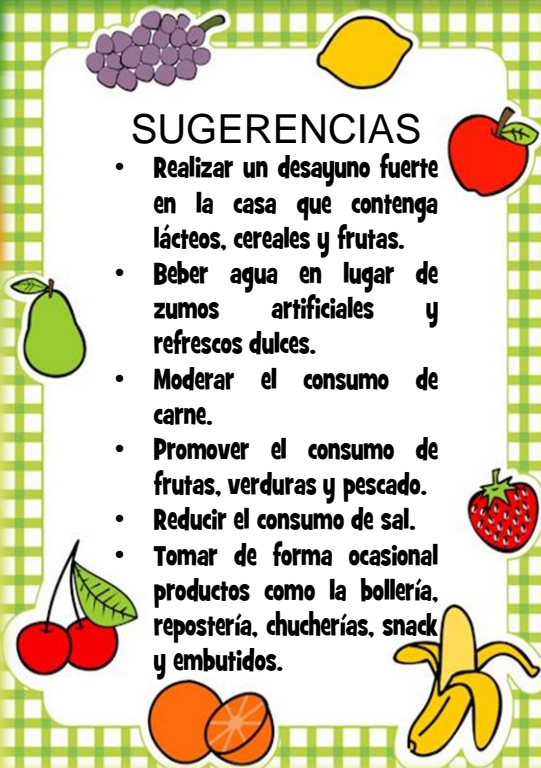 SUGERENCIAS
• Realizar un desayuno fuerte
en la casa que contenga
lácteos, cereales y frutas.
• Beber agua en lugar de
zumos artificiales y
refrescos dulces.
• Moderar el consumo de
carne.
• Promover el consumo de
frutas, verduras y pescado.
• Reducir el consumo de sal.
• Tomar de forma ocasional
productos como la bollería,
repostería, chucherías, snack
y embutidos.